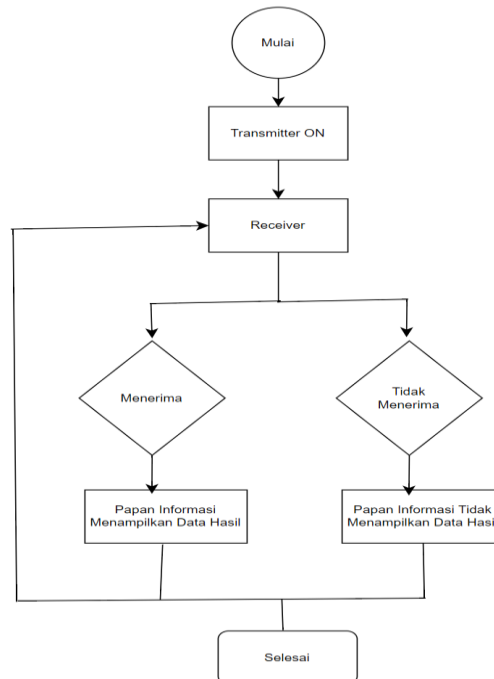 Mulai
Transmitter ON
Receiver
Menerima
Tidak
Menerima
Papan Informasi
Menampilkan Data Hasil
Papan Informasi Tidak
Menampilkan Data Hasil
Selesai